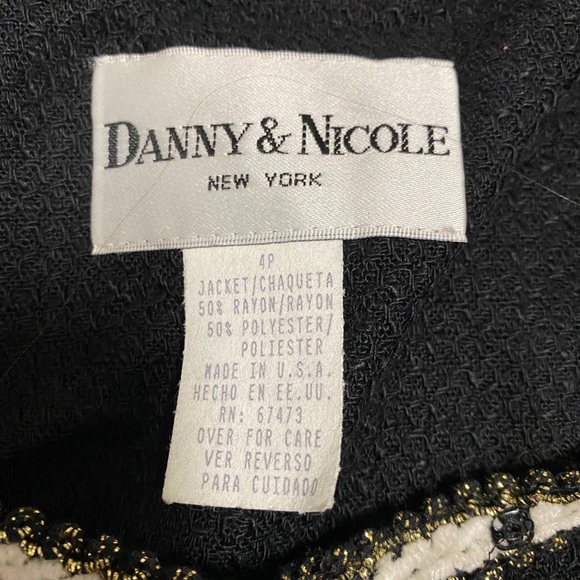 DANNY & NICOLE
NEW YORK
4P
JACKET/CHAQUETA
50% RAYON/RAYON
50% POLYESTER/
POLIESTER
MADE IN U.S.A.
HECHO EN EE.UU.
RN: 67473
OVER FOR CARE
VER REVERSO
PARA CUIDADO